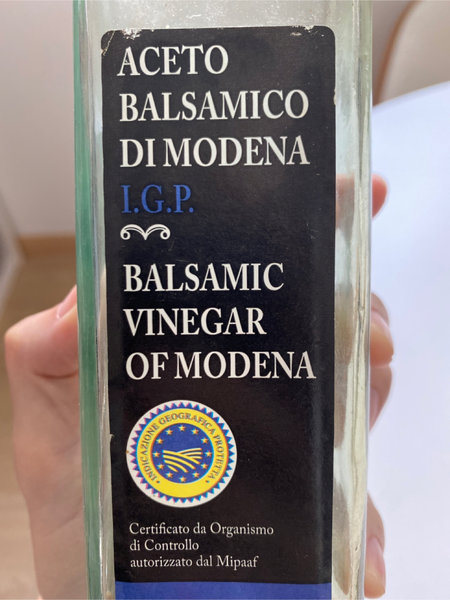 ACETO
BALSAMICO
DI MODENA
I.G.P.
BALSAMIC
VINEGAR
OF MODENA
INDICAZIONE GEOGRAFICA PROTETTA
Certificato da Organismo
di Controllo
autorizzato dal Mipaaf